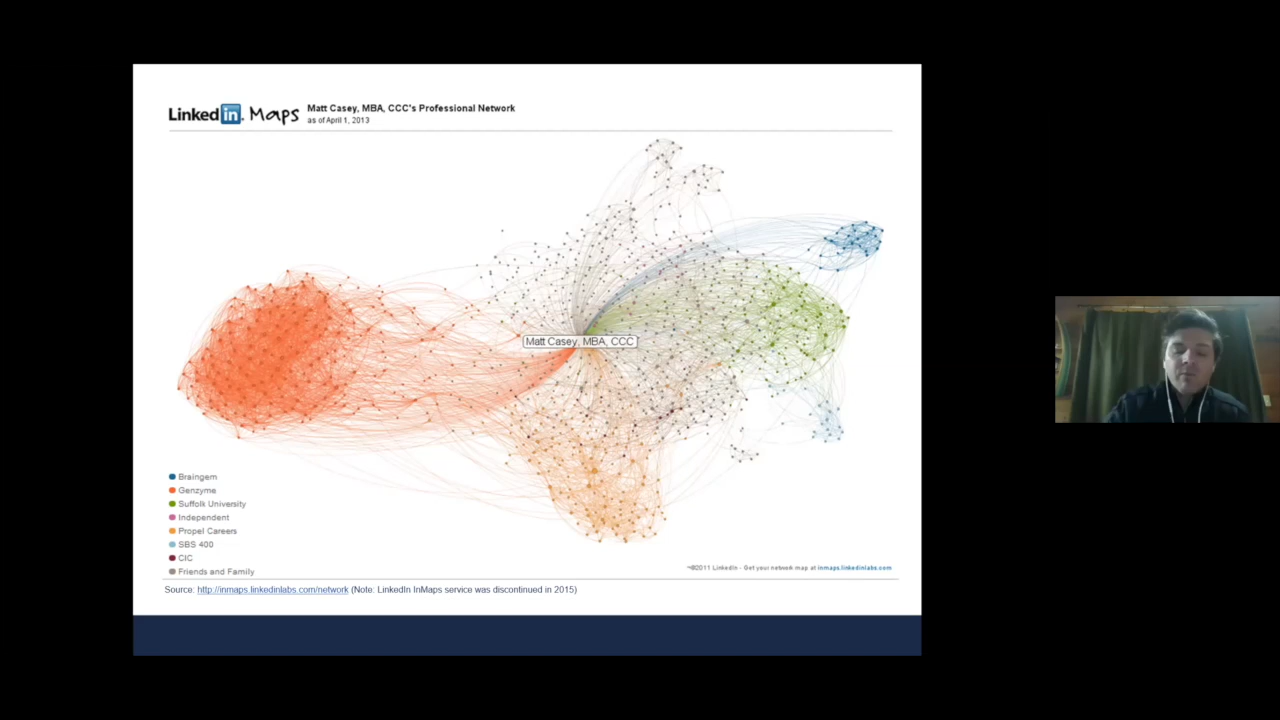 Linked in. Maps
Matt Casey, MBA, CCC's Professional Network
as of April 1, 2013
Matt Casey, MBA, CCC
Braingem
Genzyme
Suffolk University
Independent
Propel Careers
SBS 400
CIC
Friends and Family
©2011 LinkedIn - Get your network map at inmaps.linkedinlabs.com
Source: http://inmaps.linkedinlabs.com/network (Note: LinkedIn InMaps service was discontinued in 2015)